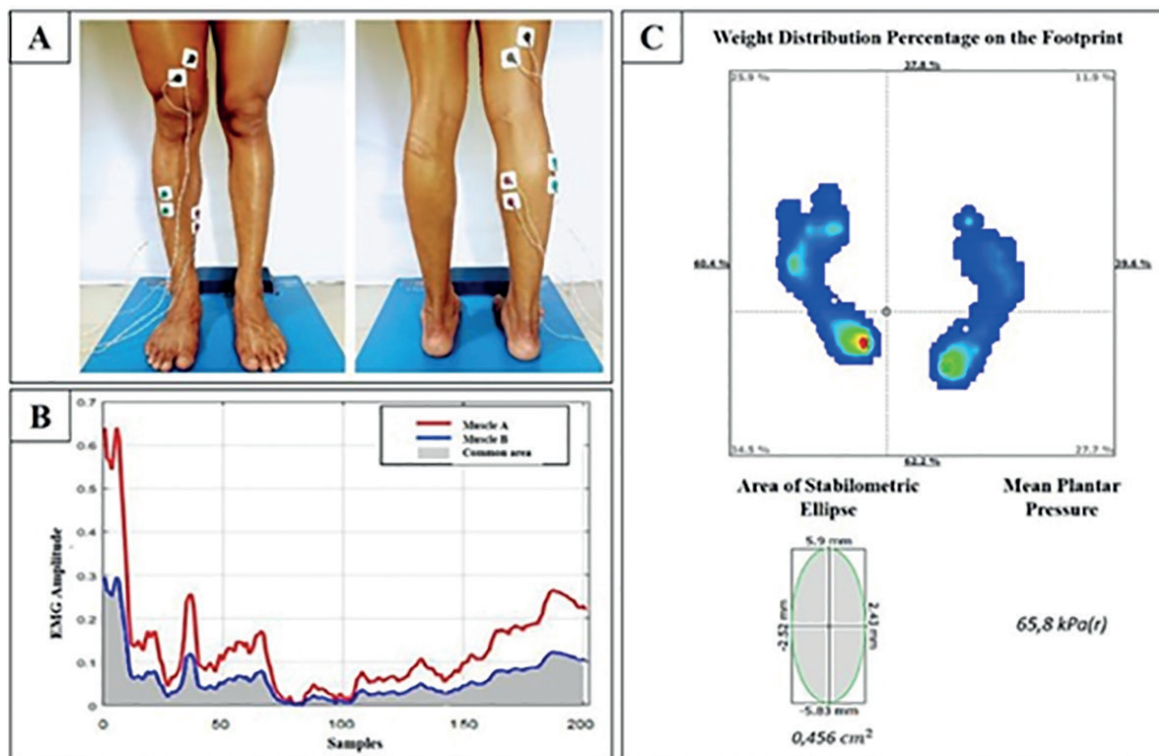 A
B
0.7
0.6
0.5
0.4
0.3
0.2
0.1
0
EMG Amplitude
Muscle A
Muscle B
Common area
0
50
100
150
200
Samples
C
Weight Distribution Percentage on the Footprint
37.8 %
25.9 %
11.9 %
60.4 %
39.6 %
34.5 %
27.7 %
62.2 %
Area of Stabilometric
Ellipse
5.9 mm
-2.52 mm
2.43 mm
-5.83 mm
0,456 cm²
Mean Plantar
Pressure
65,8 kPa(r)